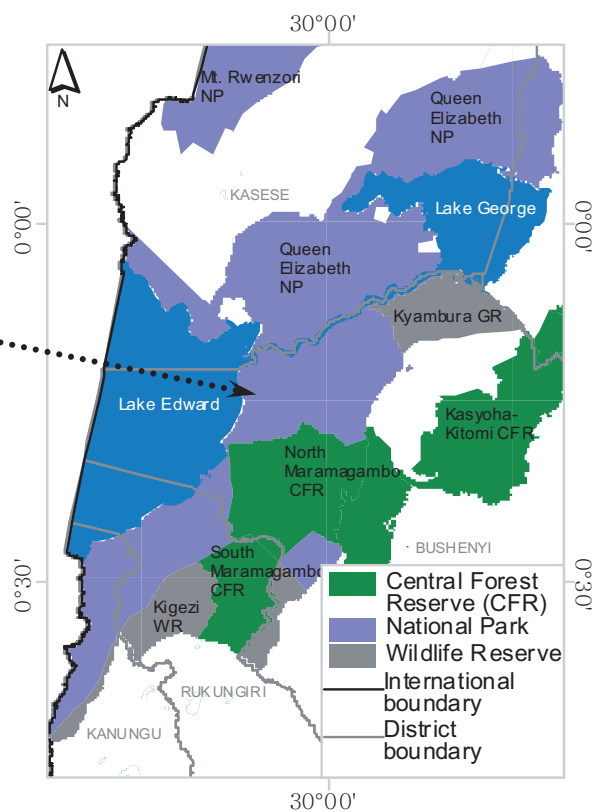 30°00'
N
Mt. Rwenzori
NP
Queen
Elizabeth
NP
KASESE
Lake George
0°00'
0°00'
Queen
Elizabeth
NP
Kyambura GR
Lake Edward
Kasyoha-
Kitomi CFR
North
Maramagambo
CFR
BUSHENYI
South
Maramagambo
CFR
0°30'
0°30'
Kigezi
WR
RUKUNGIRI
KANUNGU
Central Forest
Reserve (CFR)
National Park
Wildlife Reserve
International
boundary
District
boundary
30°00'